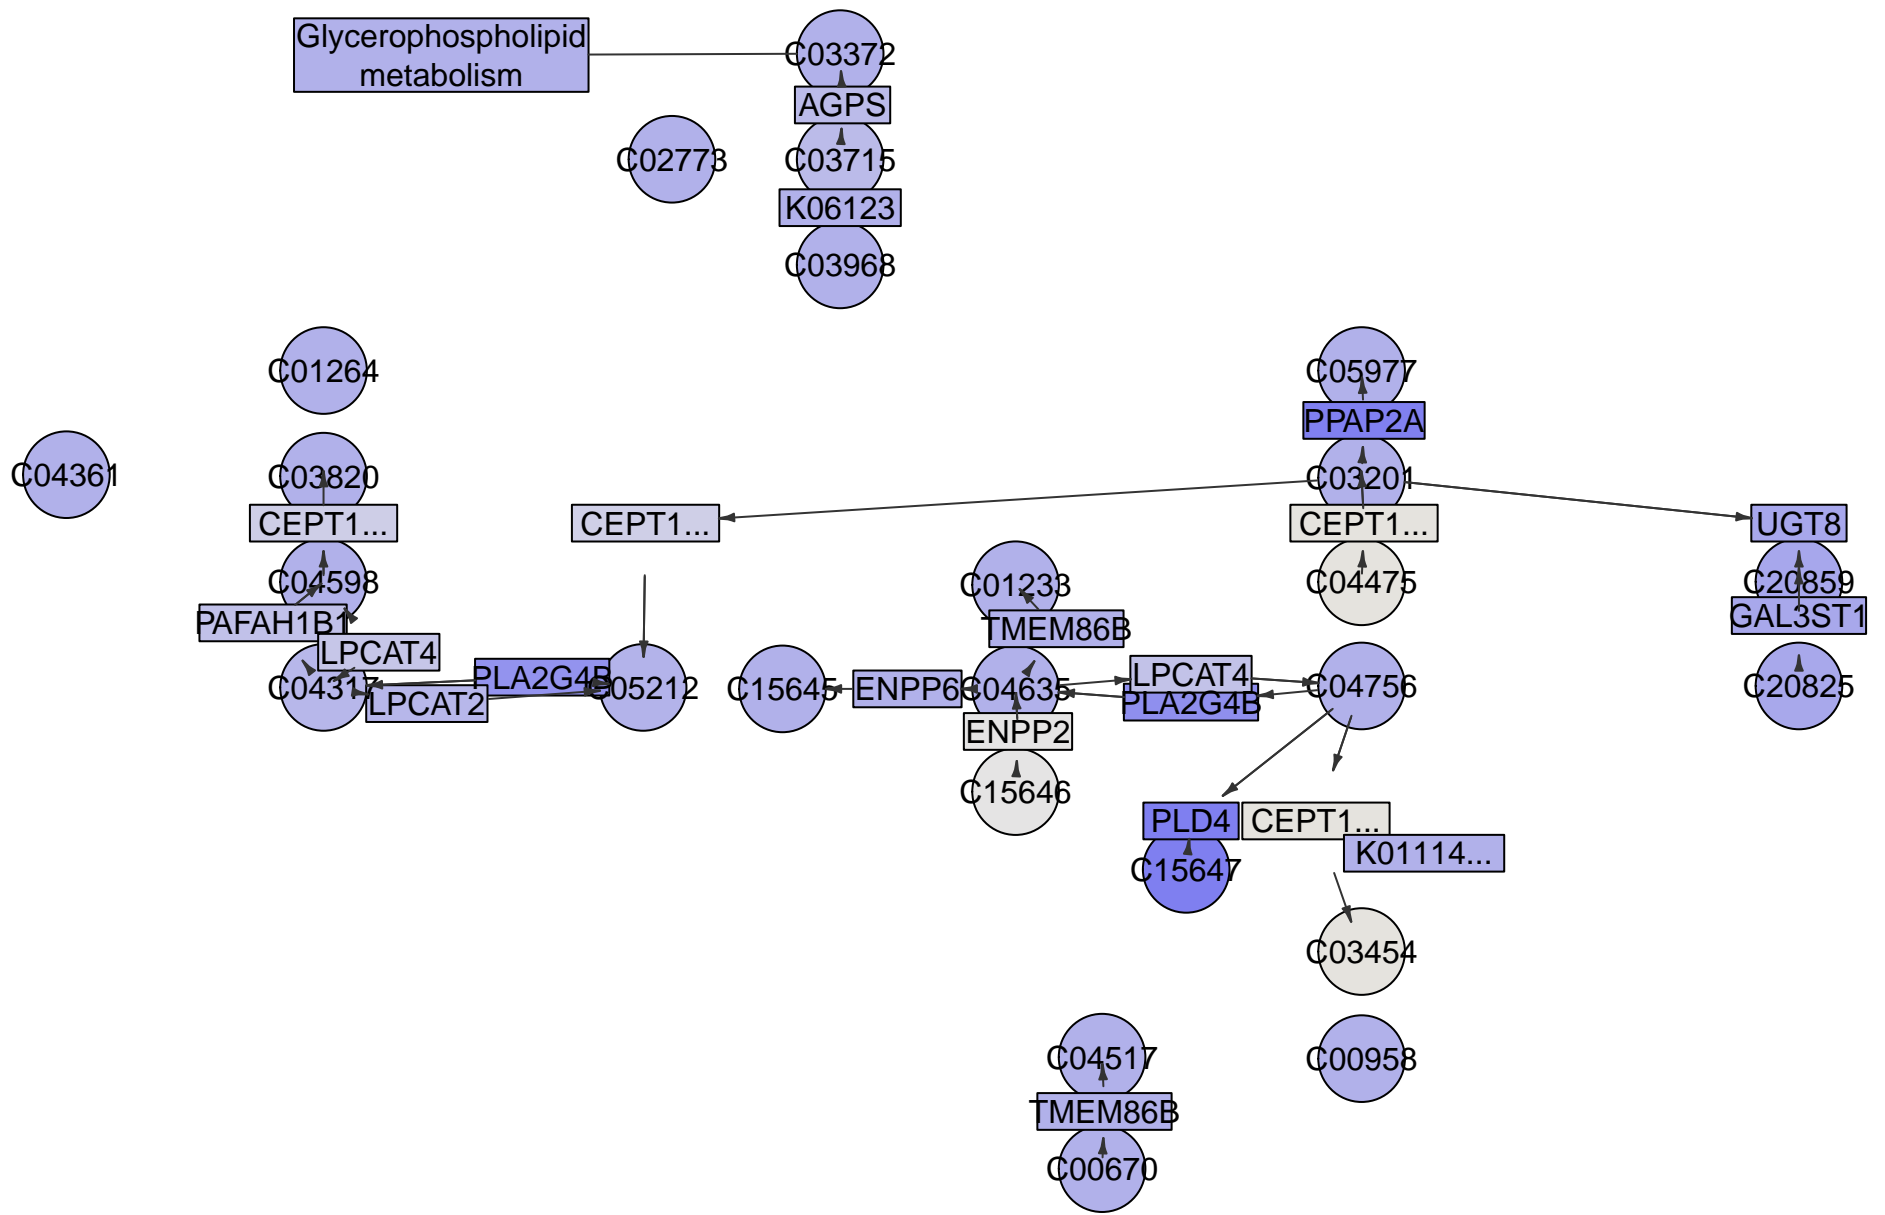 Glycerophospholipid
metabolism
C03372
AGPS
C02773
C03715
K06123
C03968
C01264
C05977
PPAP2A
C04361
C03820
C03201
CEPT1...
CEPT1...
CEPT1...
UGT8
C04598
C01233
C04475
C20859
PAFAH1B1
TMEM86B
GAL3ST1
LPCAT4
C04317
PLA2G4B
C05212
LPCAT2
C15645
ENPP6
C04635
LPCAT4
PLA2G4B
C04756
C20825
ENPP2
C15646
PLD4
CEPT1...
K01114...
C15647
C03454
C04517
C00958
TMEM86B
C00670